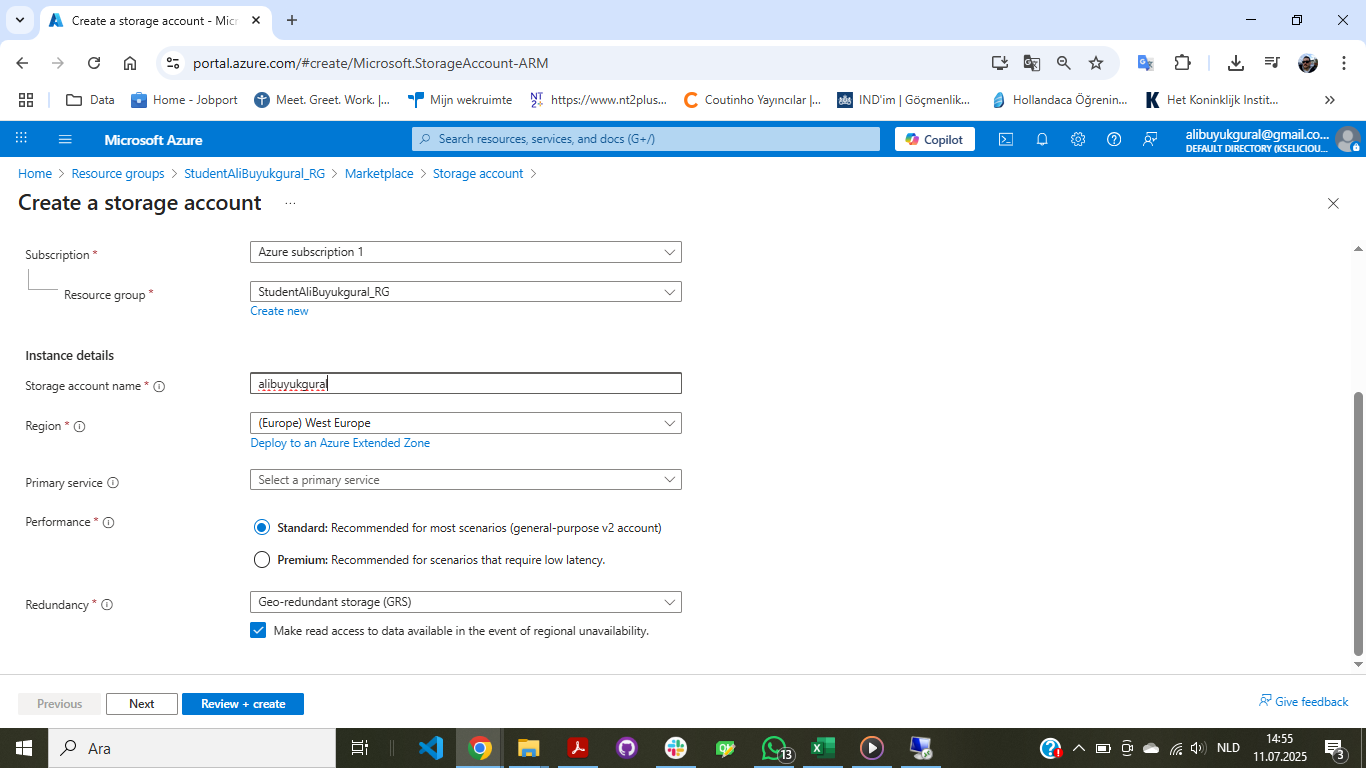 Create a storage account - Micr
portal.azure.com/#create/Microsoft.StorageAccount-ARM
Data
Home - Jobport
Meet. Greet. Work. |...
Mijn wekruimte
https://www.nt2plus...
Coutinho Yayıncılar |...
IND'im | Göçmenlik...
Hollandaca Öğrenin...
Het Koninklijk Instit...
Microsoft Azure
Search resources, services, and docs (G+/)
Copilot
alibuyukgural@gmail.co...
DEFAULT DIRECTORY (KSELICIOU...
Home > Resource groups > StudentAliBuyukgural_RG > Marketplace > Storage account >
Create a storage account ...
Subscription *
Azure subscription 1
Resource group *
StudentAliBuyukgural_RG
Create new
Instance details
Storage account name *
alibuyukgural
Region *
(Europe) West Europe
Deploy to an Azure Extended Zone
Primary service
Select a primary service
Performance *
Standard: Recommended for most scenarios (general-purpose v2 account)
Premium: Recommended for scenarios that require low latency.
Redundancy *
Geo-redundant storage (GRS)
Make read access to data available in the event of regional unavailability.
Previous
Next
Review + create
Give feedback
Ara
13
NLD
14:55
11.07.2025
3